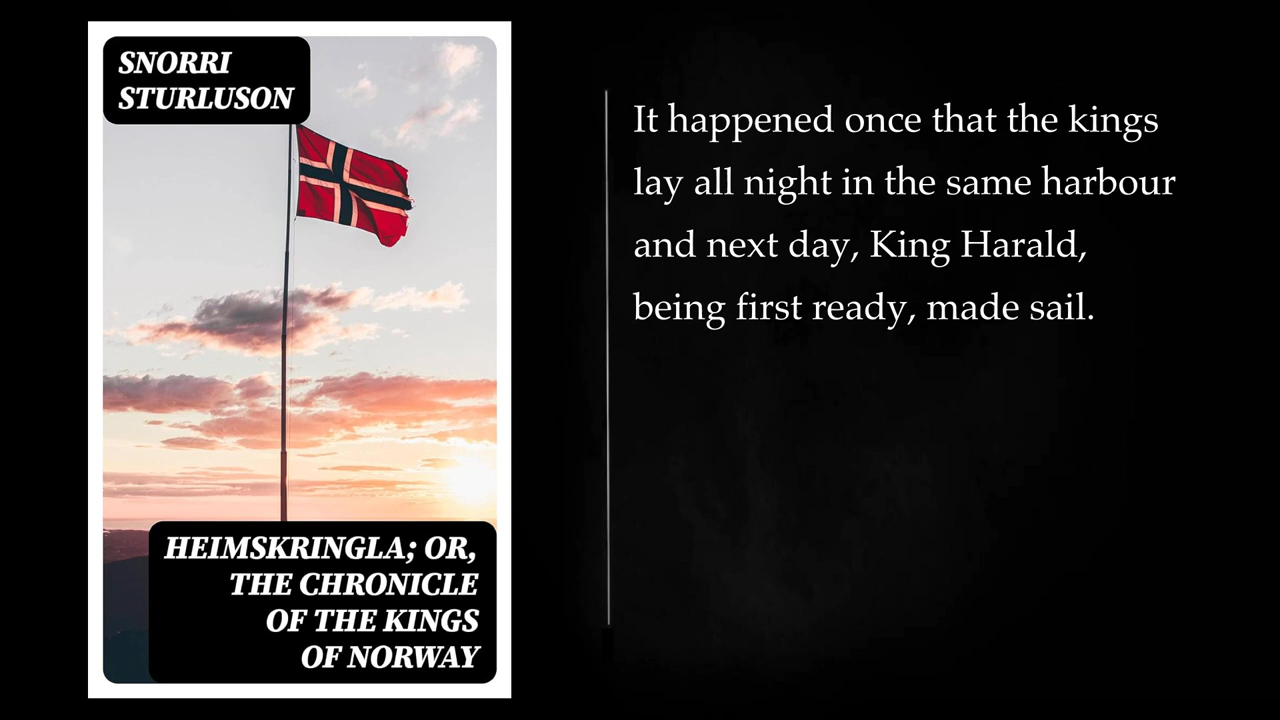 SNORRI
STURLUSON
HEIMSKRINGLA; OR,
THE CHRONICLE
OF THE KINGS
OF NORWAY
It happened once that the kings
lay all night in the same harbour
and next day, King Harald,
being first ready, made sail.